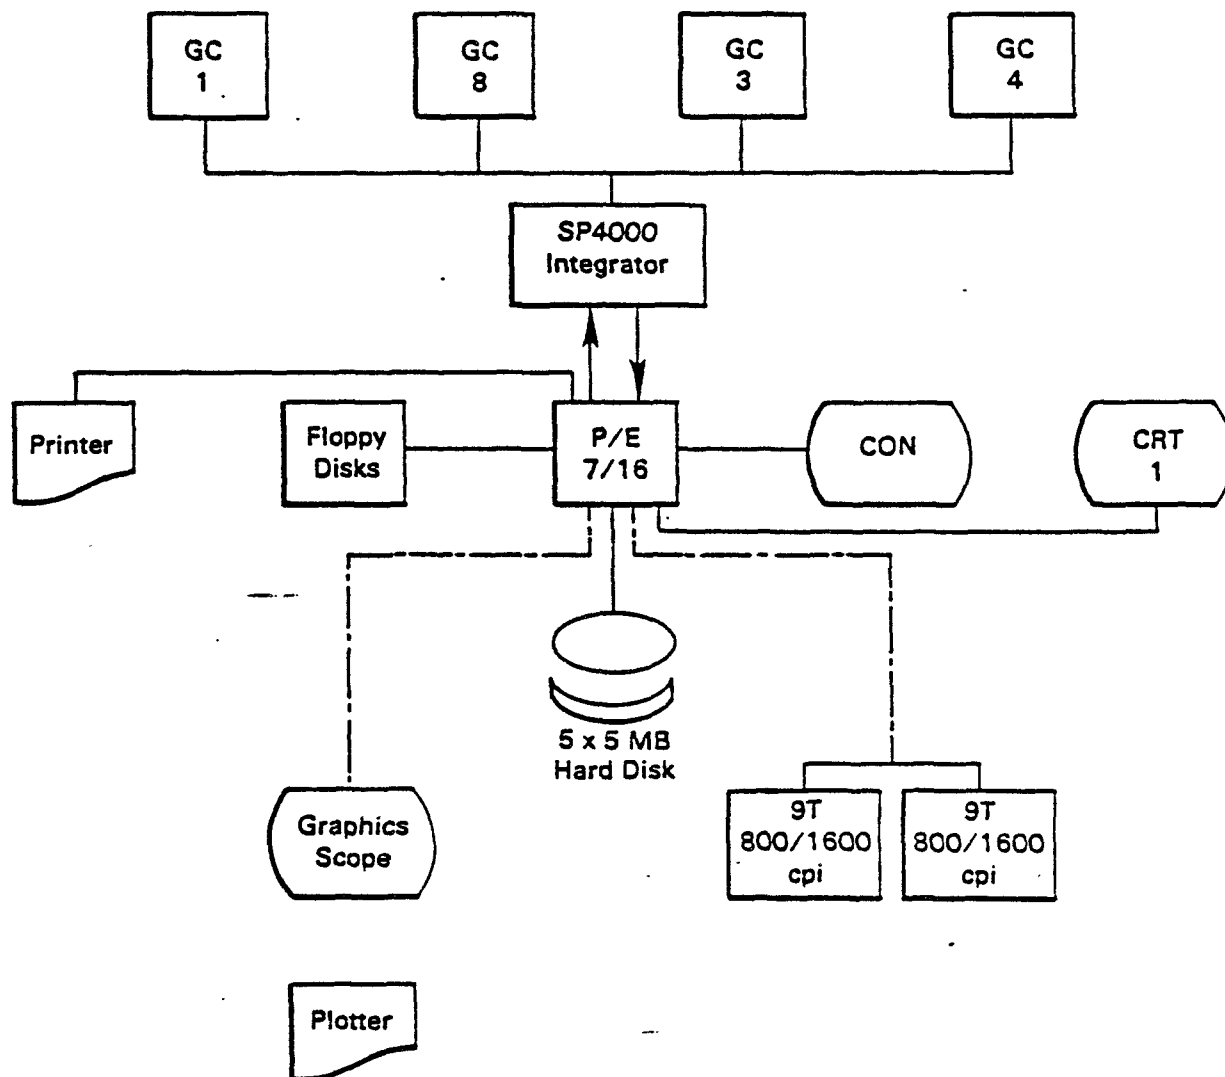 GC
1
GC
8
GC
3
GC
4
SP4000
Integrator
Printer
Floppy
Disks
P/E
7/16
CON
CRT
1
5 x 5 MB
Hard Disk
Graphics
Scope
9T
800/1600
cpi
9T
800/1600
cpi
Plotter